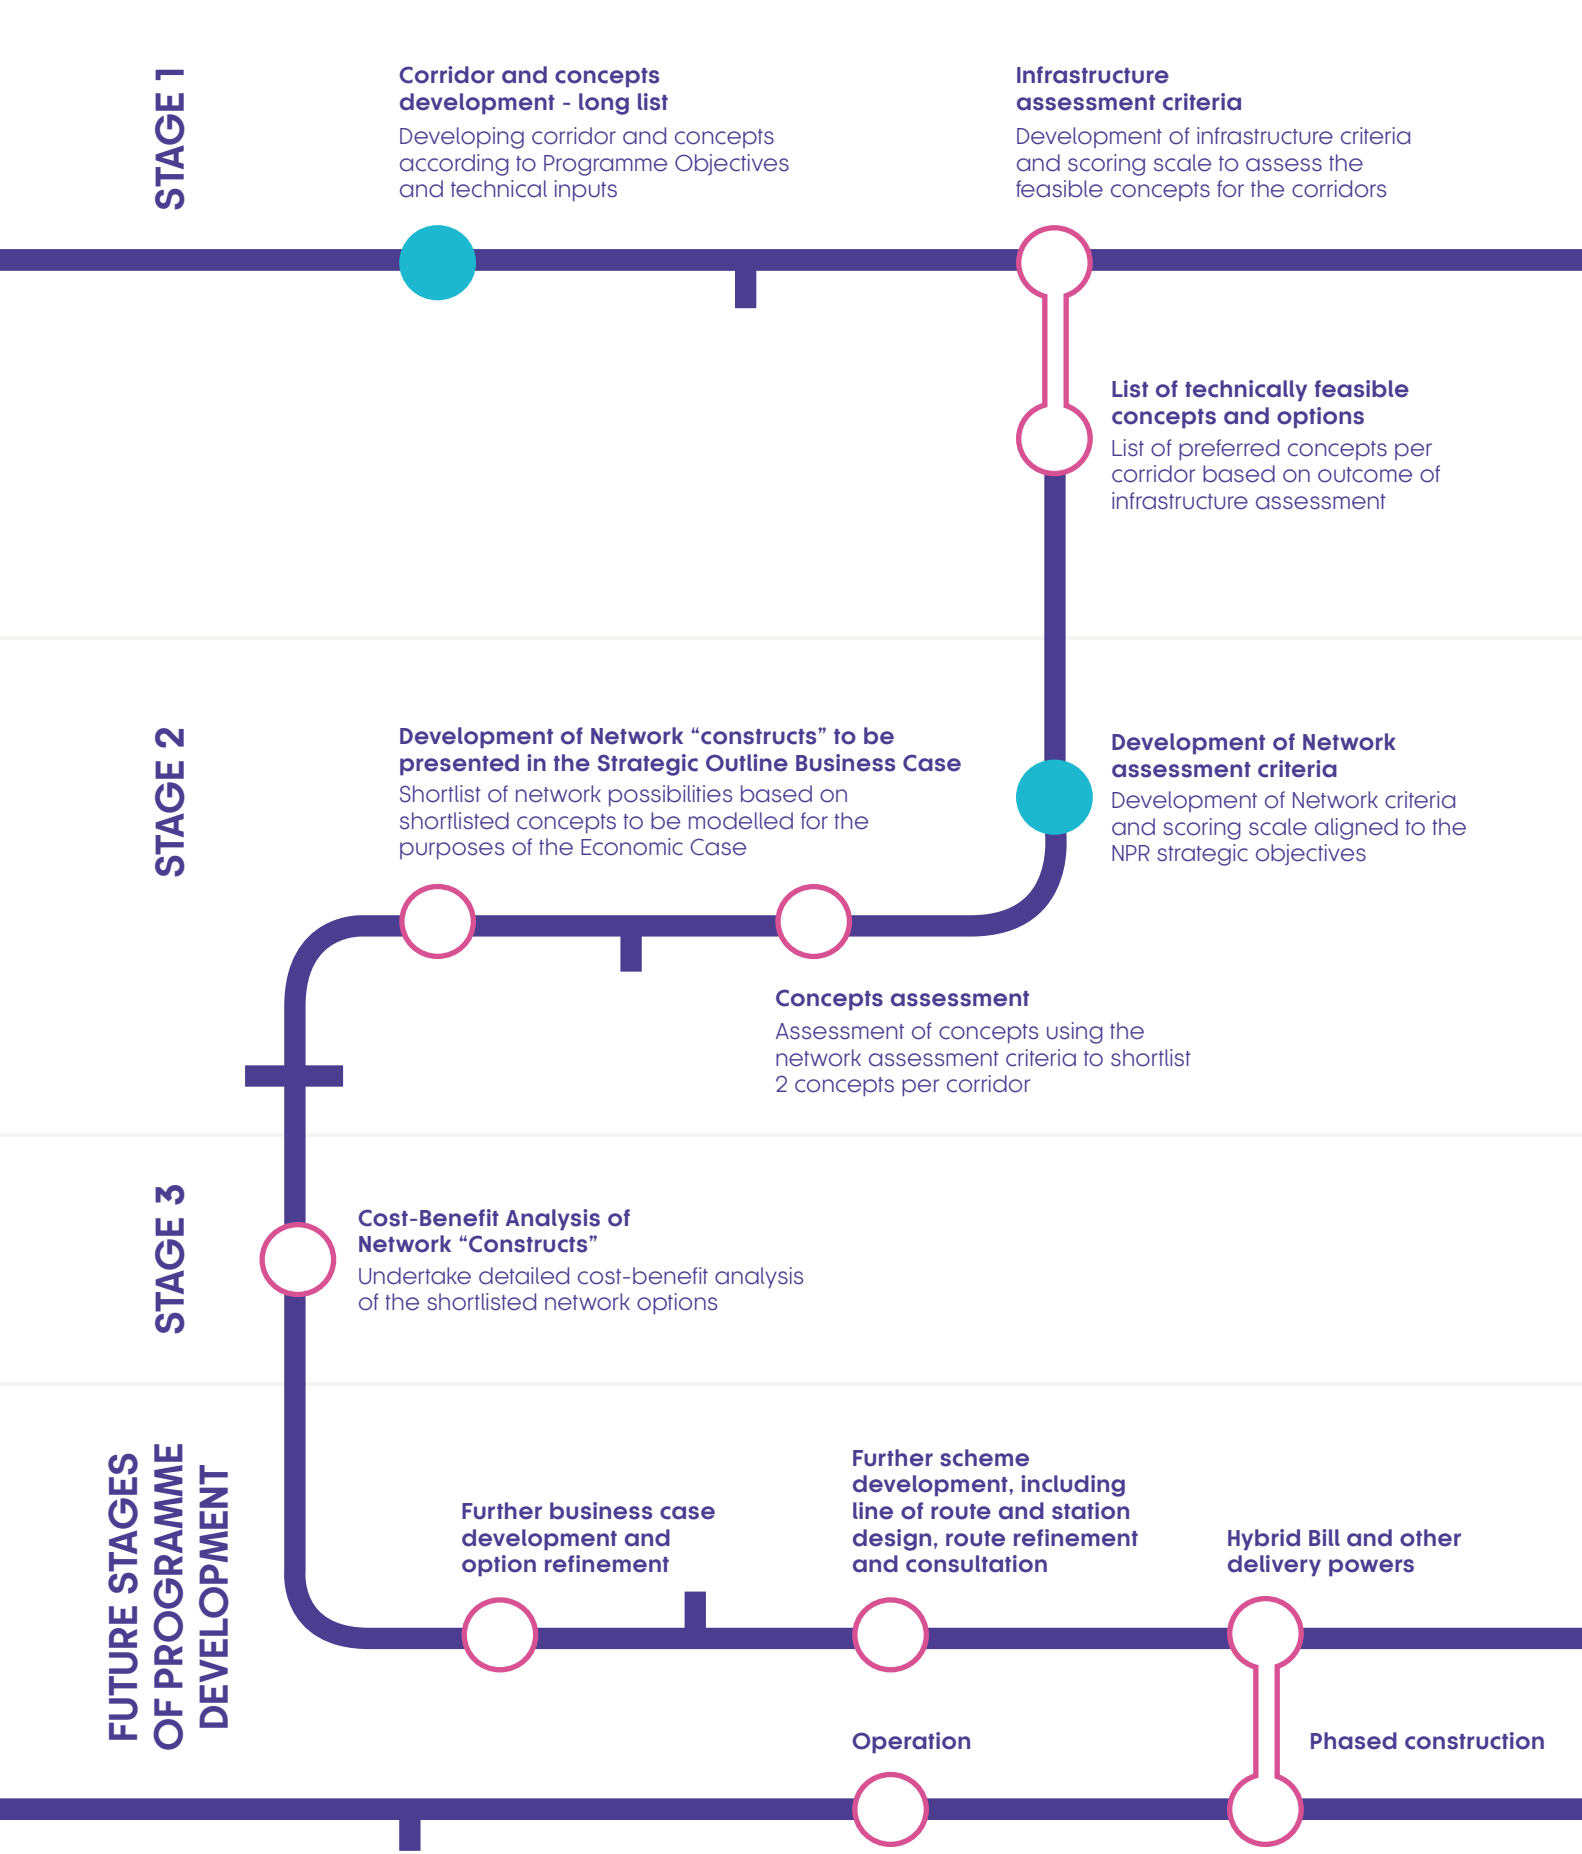 STAGE 1
Corridor and concepts
development - long list
Developing corridor and concepts
according to Programme Objectives
and technical inputs
Infrastructure
assessment criteria
Development of infrastructure criteria
and scoring scale to assess the
feasible concepts for the corridors
List of technically feasible
concepts and options
List of preferred concepts per
corridor based on outcome of
infrastructure assessment
STAGE 2
Development of Network
assessment criteria
Development of Network criteria
and scoring scale aligned to the
NPR strategic objectives
Concepts assessment
Assessment of concepts using the
network assessment criteria to shortlist
2 concepts per corridor
Development of Network “constructs” to be
presented in the Strategic Outline Business Case
Shortlist of network possibilities based on
shortlisted concepts to be modelled for the
purposes of the Economic Case
STAGE 3
Cost-Benefit Analysis of
Network “Constructs”
Undertake detailed cost-benefit analysis
of the shortlisted network options
FUTURE STAGES
OF PROGRAMME
DEVELOPMENT
Further business case
development and
option refinement
Further scheme
development, including
line of route and station
design, route refinement
and consultation
Hybrid Bill and other
delivery powers
Phased construction
Operation